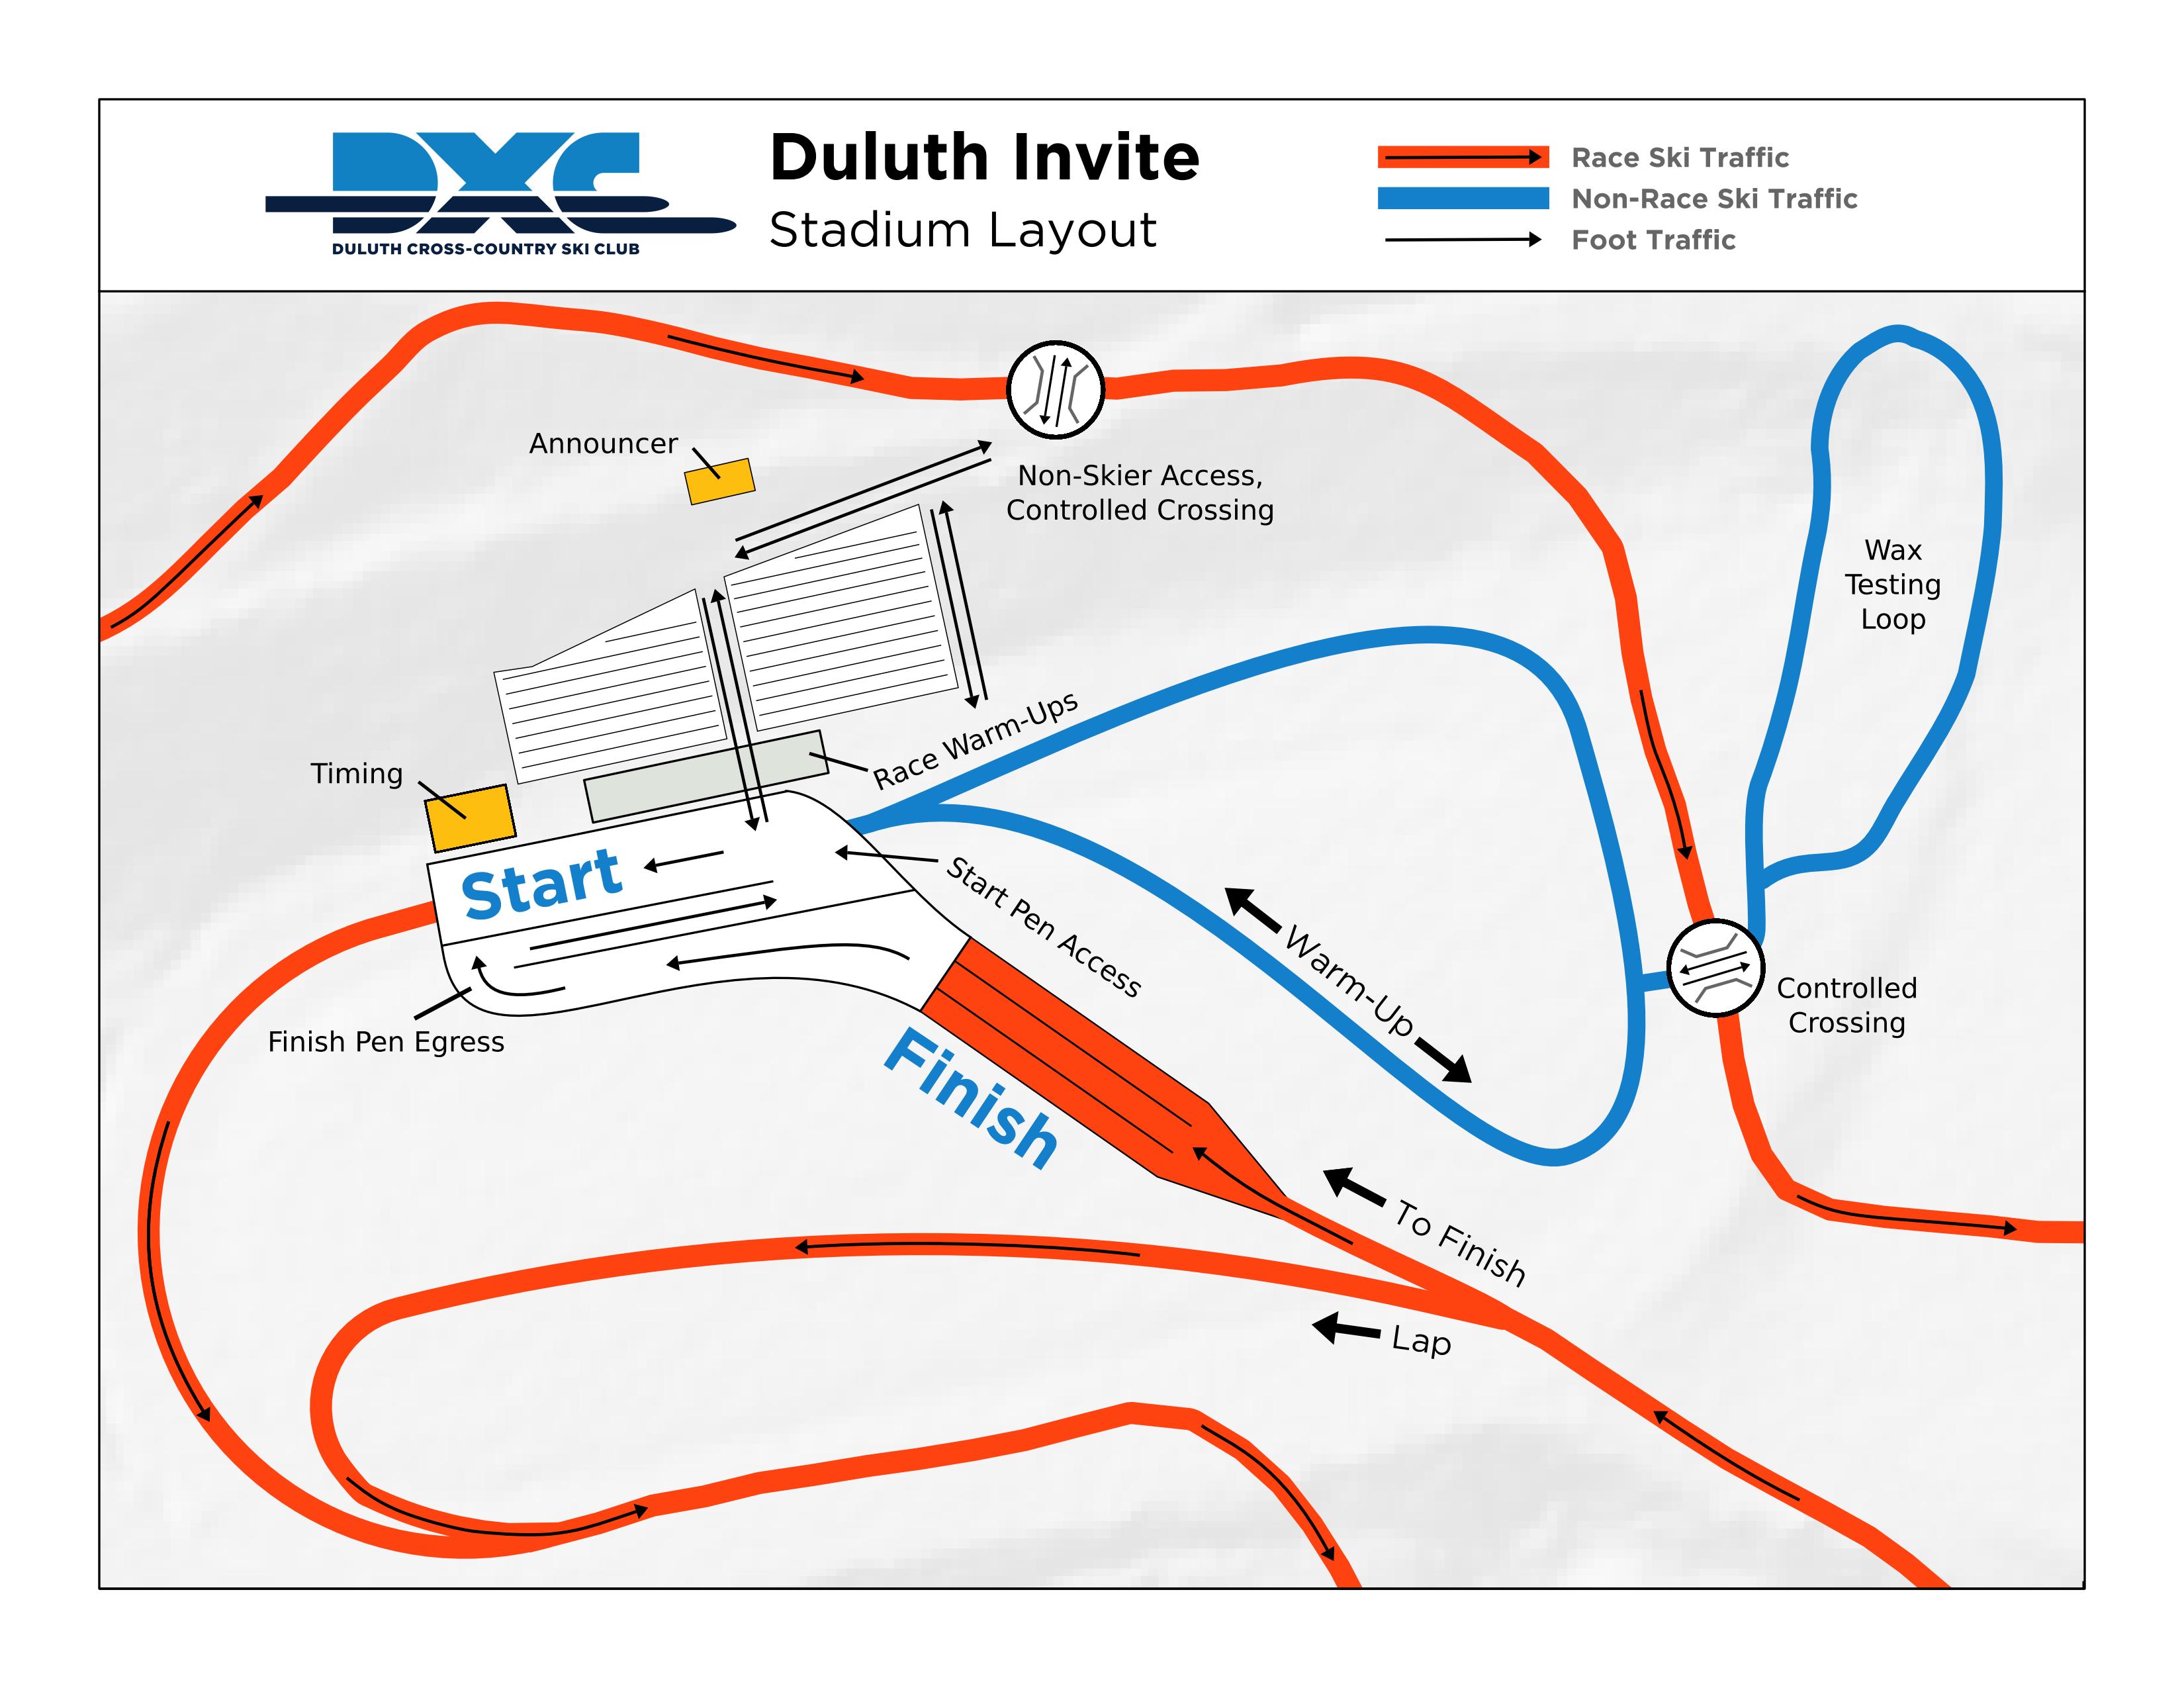 DXC
DULUTH CROSS-COUNTRY SKI CLUB
Duluth Invite
Stadium Layout
Race Ski Traffic
Non-Race Ski Traffic
Foot Traffic
Announcer
Non-Skier Access,
Controlled Crossing
Wax
Testing
Loop
Timing
Race Warm-Ups
Start
Start Pen Access
Warm-Up
Controlled
Crossing
Finish Pen Egress
Finish
To Finish
Lap